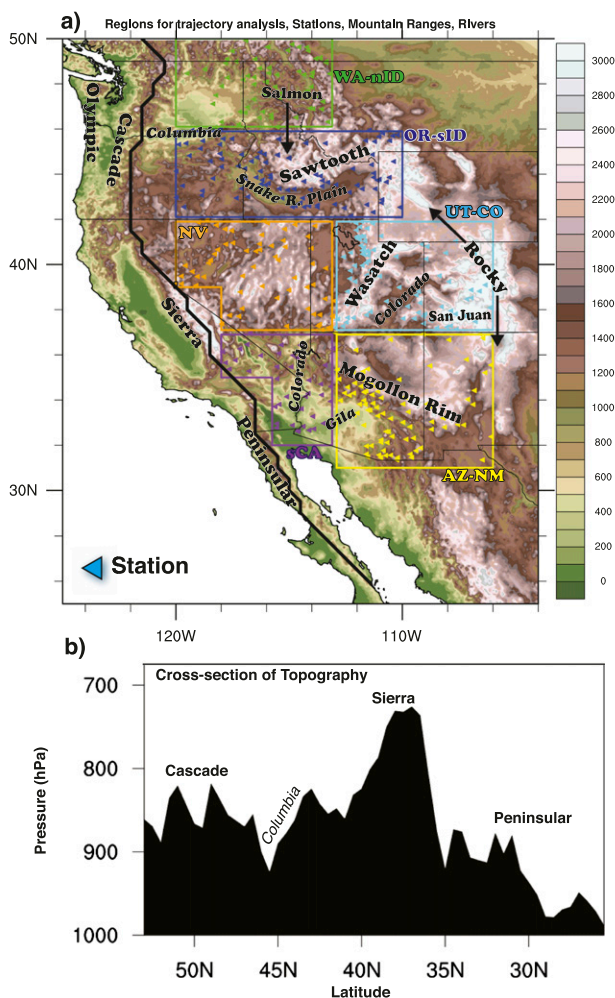 a) Regions for trajectory analysis, Stations, Mountain Ranges, RIvers
50N
40N
30N
120W
110W
WA-nID
Salmon
Olympic
Cascade
Columbia
OR-sID
Sawtooth
Snake R. Plain
UT-CO
NV
Rocky
Wasatch
Colorado
San Juan
Sierra
Colorado
Mogollon Rim
Gila
sCA
Peninsular
AZ-NM
Station
3000
2800
2600
2400
2200
2000
1800
1600
1400
1200
1000
800
600
400
200
0
b)
Cross-section of Topography
Pressure (hPa)
700
800
900
1000
Cascade
Columbia
Sierra
Peninsular
50N
45N
40N
35N
30N
Latitude